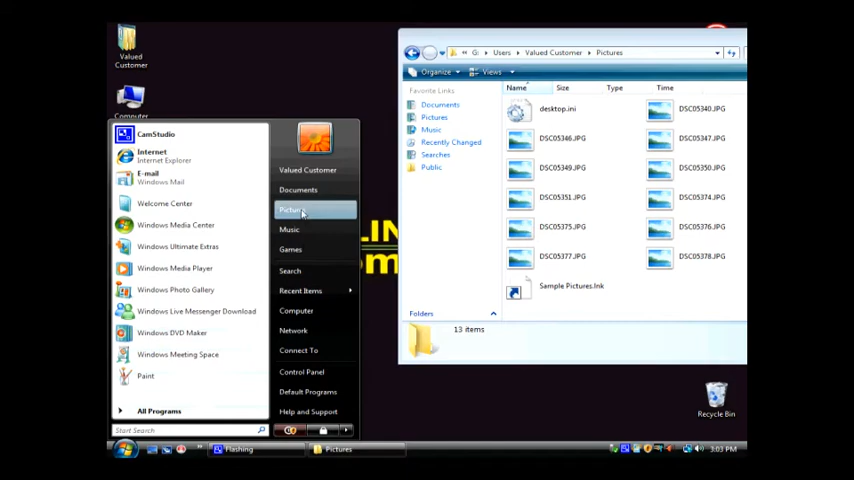 Valued
Customer
Computer
CamStudio
Internet
Internet Explorer
E-mail
Windows Mail
Welcome Center
Windows Media Center
Windows Ultimate Extras
Windows Media Player
Windows Photo Gallery
Windows Live Messenger Download
Windows DVD Maker
Windows Meeting Space
Paint
All Programs
Start Search
Valued Customer
Documents
Pictures
Music
Games
Search
Recent Items
Computer
Network
Connect To
Control Panel
Default Programs
Help and Support
LIN
om
Users Valued Customer Pictures
Organize Views
Favorite Links
Documents
Pictures
Music
Recently Changed
Searches
Public
Folders
Name Size Type Time
desktop.ini DSC05340.JPG
DSC05346.JPG DSC05347.JPG
DSC05349.JPG DSC05350.JPG
DSC05351.JPG DSC05374.JPG
DSC05375.JPG DSC05376.JPG
DSC05377.JPG DSC05378.JPG
Sample Pictures.lnk
13 items
Recycle Bin
Flashing Pictures 3:03 PM